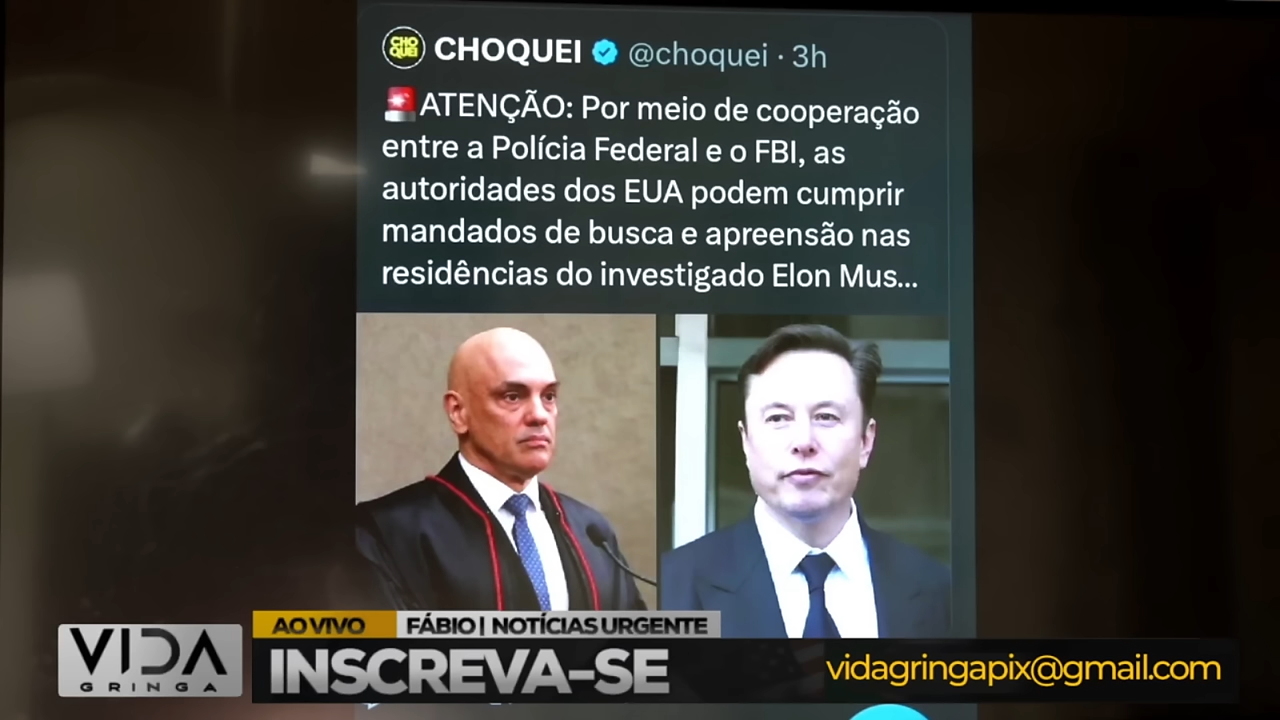 CHOQUEI @choquei · 3h
CHO
QUEI
🚨ATENÇÃO: Por meio de cooperação
entre a Polícia Federal e o FBI, as
autoridades dos EUA podem cumprir
mandados de busca e apreensão nas
residências do investigado Elon Mus...
AO VIVO
FÁBIO | NOTÍCIAS URGENTE
VIDA
GRINGA
INSCREVA-SE
vidagringapix@gmail.com